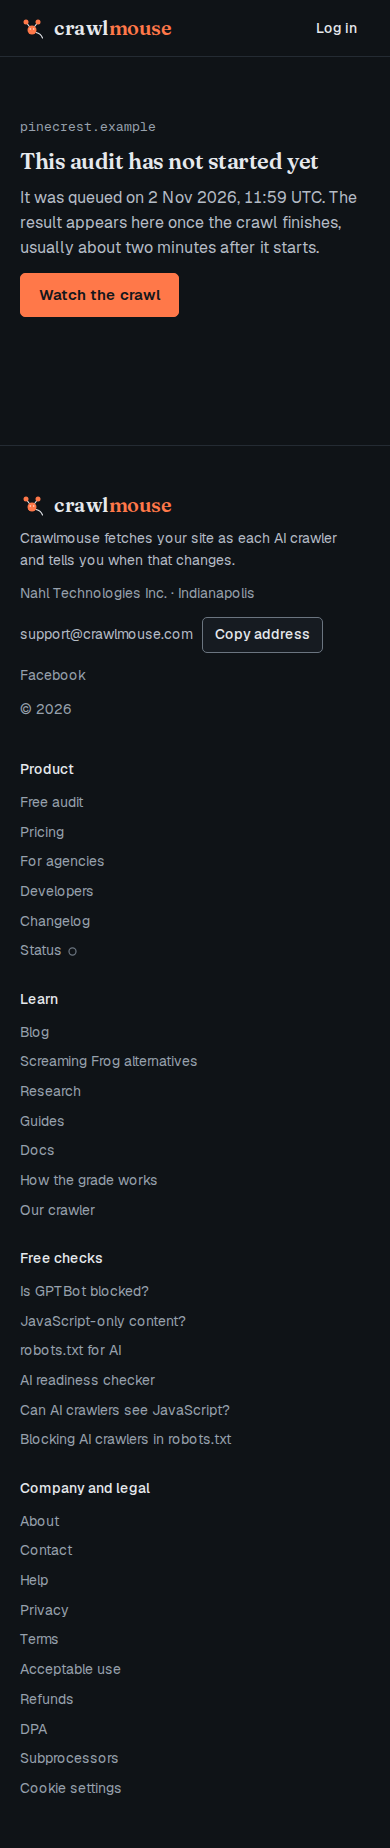 crawlmouse
Log in
pinecrest.example
This audit has not started yet
It was queued on 2 Nov 2026, 11:59 UTC. The
result appears here once the crawl finishes,
usually about two minutes after it starts.
Watch the crawl
crawlmouse
Crawlmouse fetches your site as each AI crawler
and tells you when that changes.
Nahl Technologies Inc. · Indianapolis
support@crawlmouse.com Copy address
Facebook
© 2026
Product
Free audit
Pricing
For agencies
Developers
Changelog
Status
Learn
Blog
Screaming Frog alternatives
Research
Guides
Docs
How the grade works
Our crawler
Free checks
Is GPTBot blocked?
JavaScript-only content?
robots.txt for AI
AI readiness checker
Can AI crawlers see JavaScript?
Blocking AI crawlers in robots.txt
Company and legal
About
Contact
Help
Privacy
Terms
Acceptable use
Refunds
DPA
Subprocessors
Cookie settings